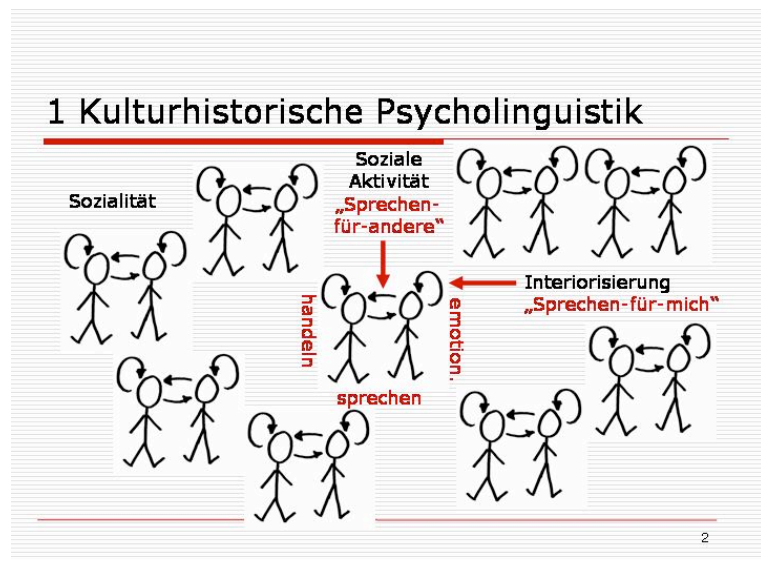 1 Kulturhistorische Psycholinguistik
Soziale
Aktivität
„Sprechen-
für-andere“
Sozialität
Interiorisierung
„Sprechen-für-mich“
handeln
emotion.
sprechen
2